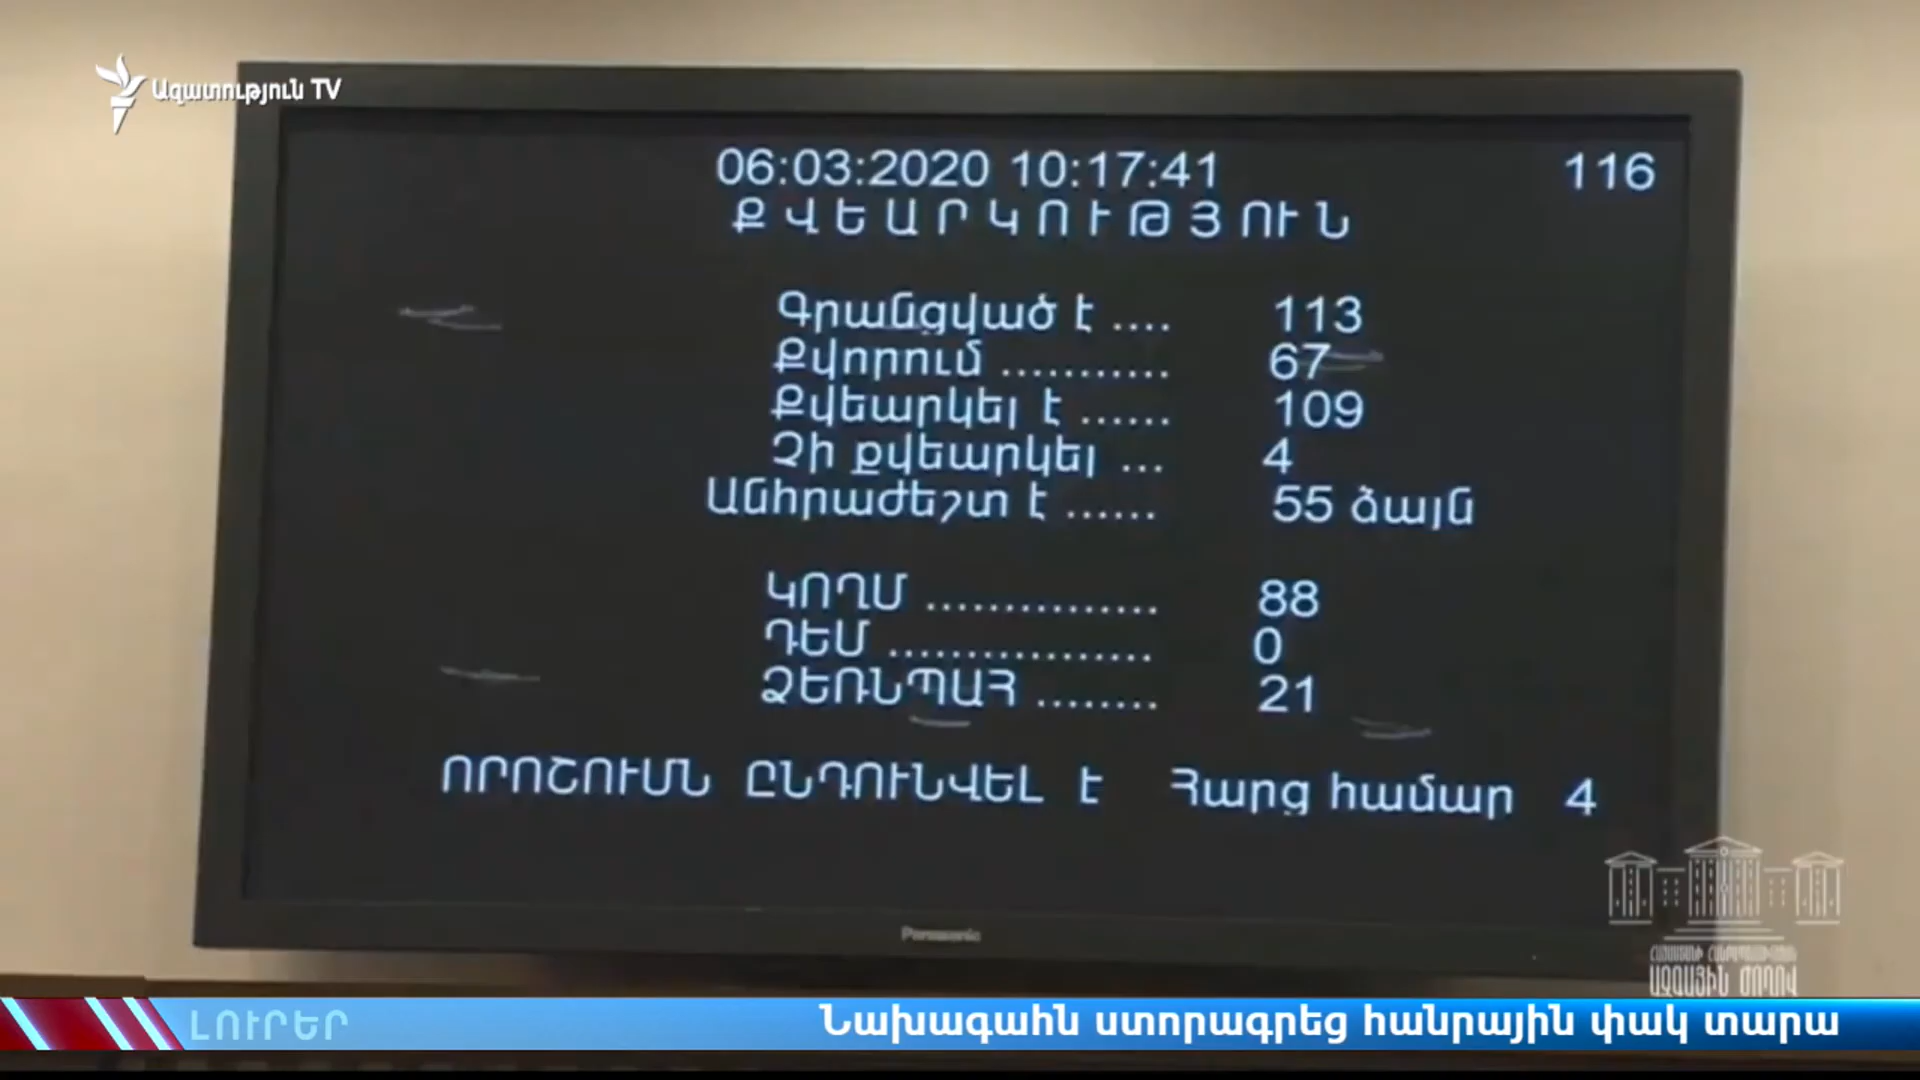 Ազատություն TV
06:03:2020 10:17:41 116
ՔՎԵԱՐԿՈՒԹՅՈՒՆ
Գրանցված է .... 113
Քվորում ........... 67
Քվեարկել է ...... 109
Չի քվեարկել ... 4
Անհրաժեշտ է ...... 55 ձայն
ԿՈՂՄ ............... 88
ԴԵՄ ................. 0
ՁԵՌՆՊԱՀ ........ 21
ՈՐՈՇՈՒՄՆ ԸՆԴՈՒՆՎԵԼ է Հարց համար 4
Panasonic
ՀԱՅԱՍՏԱՆԻ ՀԱՆՐԱՊԵՏՈՒԹՅԱՆ
ԱԶԳԱՅԻՆ ԺՈՂՈՎ
ԼՈՒՐԵՐ
Նախագահն ստորագրեց հանրային փակ տարա